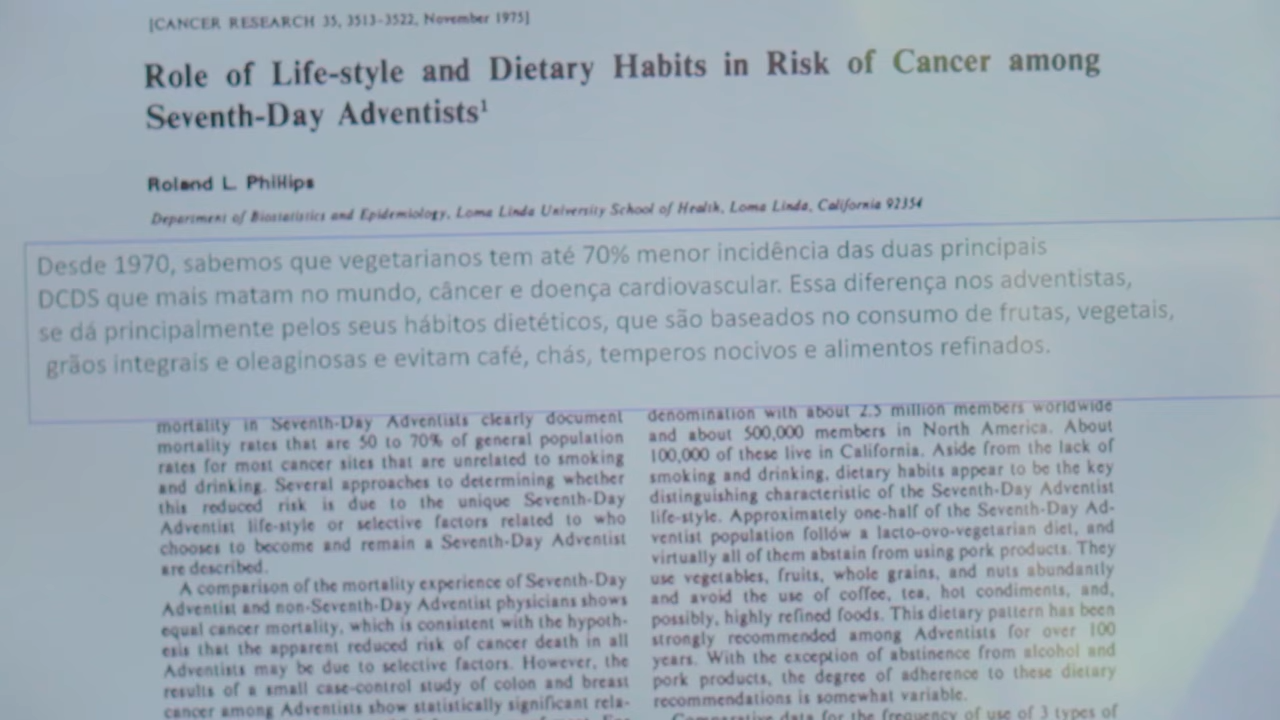 [CANCER RESEARCH 35, 3513-3522, November 1975]
Role of Life-style and Dietary Habits in Risk of Cancer among
Seventh-Day Adventists¹
Roland L. Phillips
Department of Biostatistics and Epidemiology, Loma Linda University School of Health, Loma Linda, California 92354
Desde 1970, sabemos que vegetarianos tem até 70% menor incidência das duas principais
DCDS que mais matam no mundo, câncer e doença cardiovascular. Essa diferença nos adventistas,
se dá principalmente pelos seus hábitos dietéticos, que são baseados no consumo de frutas, vegetais,
grãos integrais e oleaginosas e evitam café, chás, temperos nocivos e alimentos refinados.
mortality in Seventh-Day Adventists clearly document
mortality rates that are 50 to 70% of general population
rates for most cancer sites that are unrelated to smoking
and drinking. Several approaches to determining whether
this reduced risk is due to the unique Seventh-Day
Adventist life-style or selective factors related to who
chooses to become and remain a Seventh-Day Adventist
are described.
A comparison of the mortality experience of Seventh-Day
Adventist and non-Seventh-Day Adventist physicians shows
equal cancer mortality, which is consistent with the hypoth-
esis that the apparent reduced risk of cancer death in all
Adventists may be due to selective factors. However, the
results of a small case-control study of colon and breast
cancer among Adventists show statistically significant rela-
denomination with about 2.5 million members worldwide
and about 500,000 members in North America. About
100,000 of these live in California. Aside from the lack of
smoking and drinking, dietary habits appear to be the key
distinguishing characteristic of the Seventh-Day Adventist
life-style. Approximately one-half of the Seventh-Day Ad-
ventist population follow a lacto-ovo-vegetarian diet, and
virtually all of them abstain from using pork products. They
use vegetables, fruits, whole grains, and nuts abundantly
and avoid the use of coffee, tea, hot condiments, and,
possibly, highly refined foods. This dietary pattern has been
strongly recommended among Adventists for over 100
years. With the exception of abstinence from alcohol and
pork products, the degree of adherence to these dietary
recommendations is somewhat variable.
Comparative data for the frequency of use of 3 types of